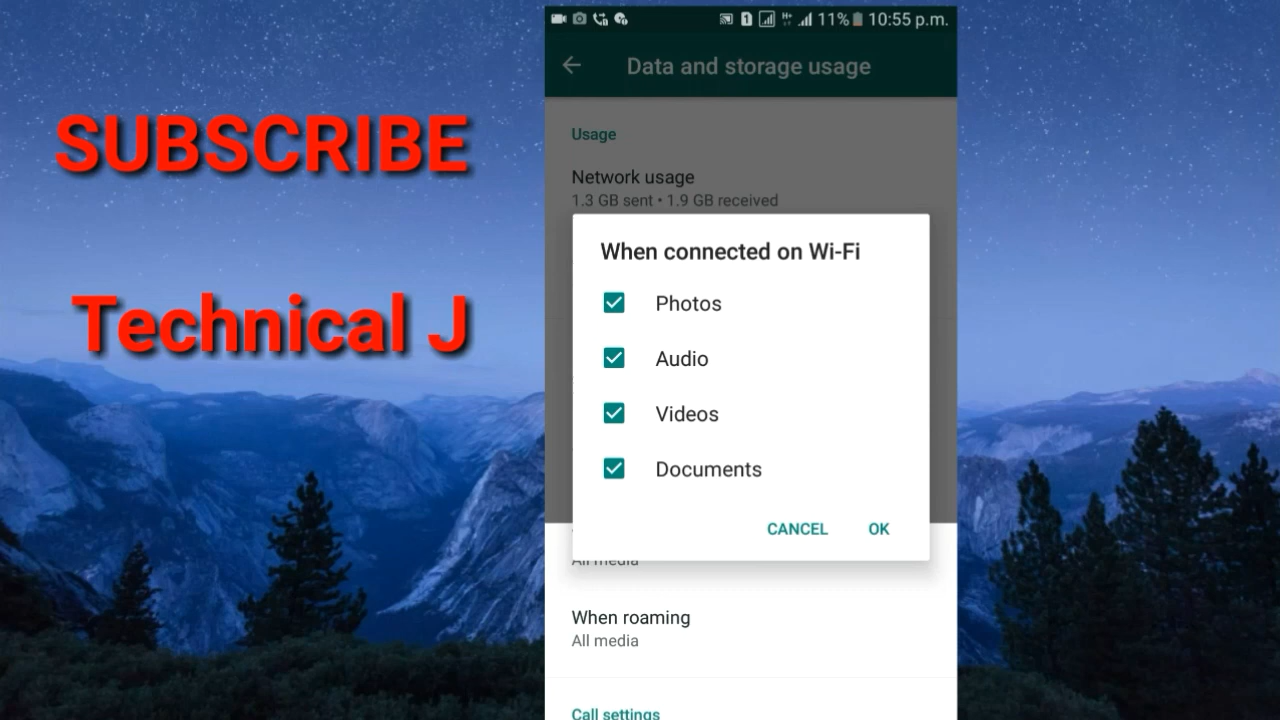 SUBSCRIBE
Technical J
11% 10:55 p.m.
Data and storage usage
Usage
Network usage
1.3 GB sent • 1.9 GB received
When connected on Wi-Fi
Photos
Audio
Videos
Documents
CANCEL OK
All media
When roaming
All media
Call settings